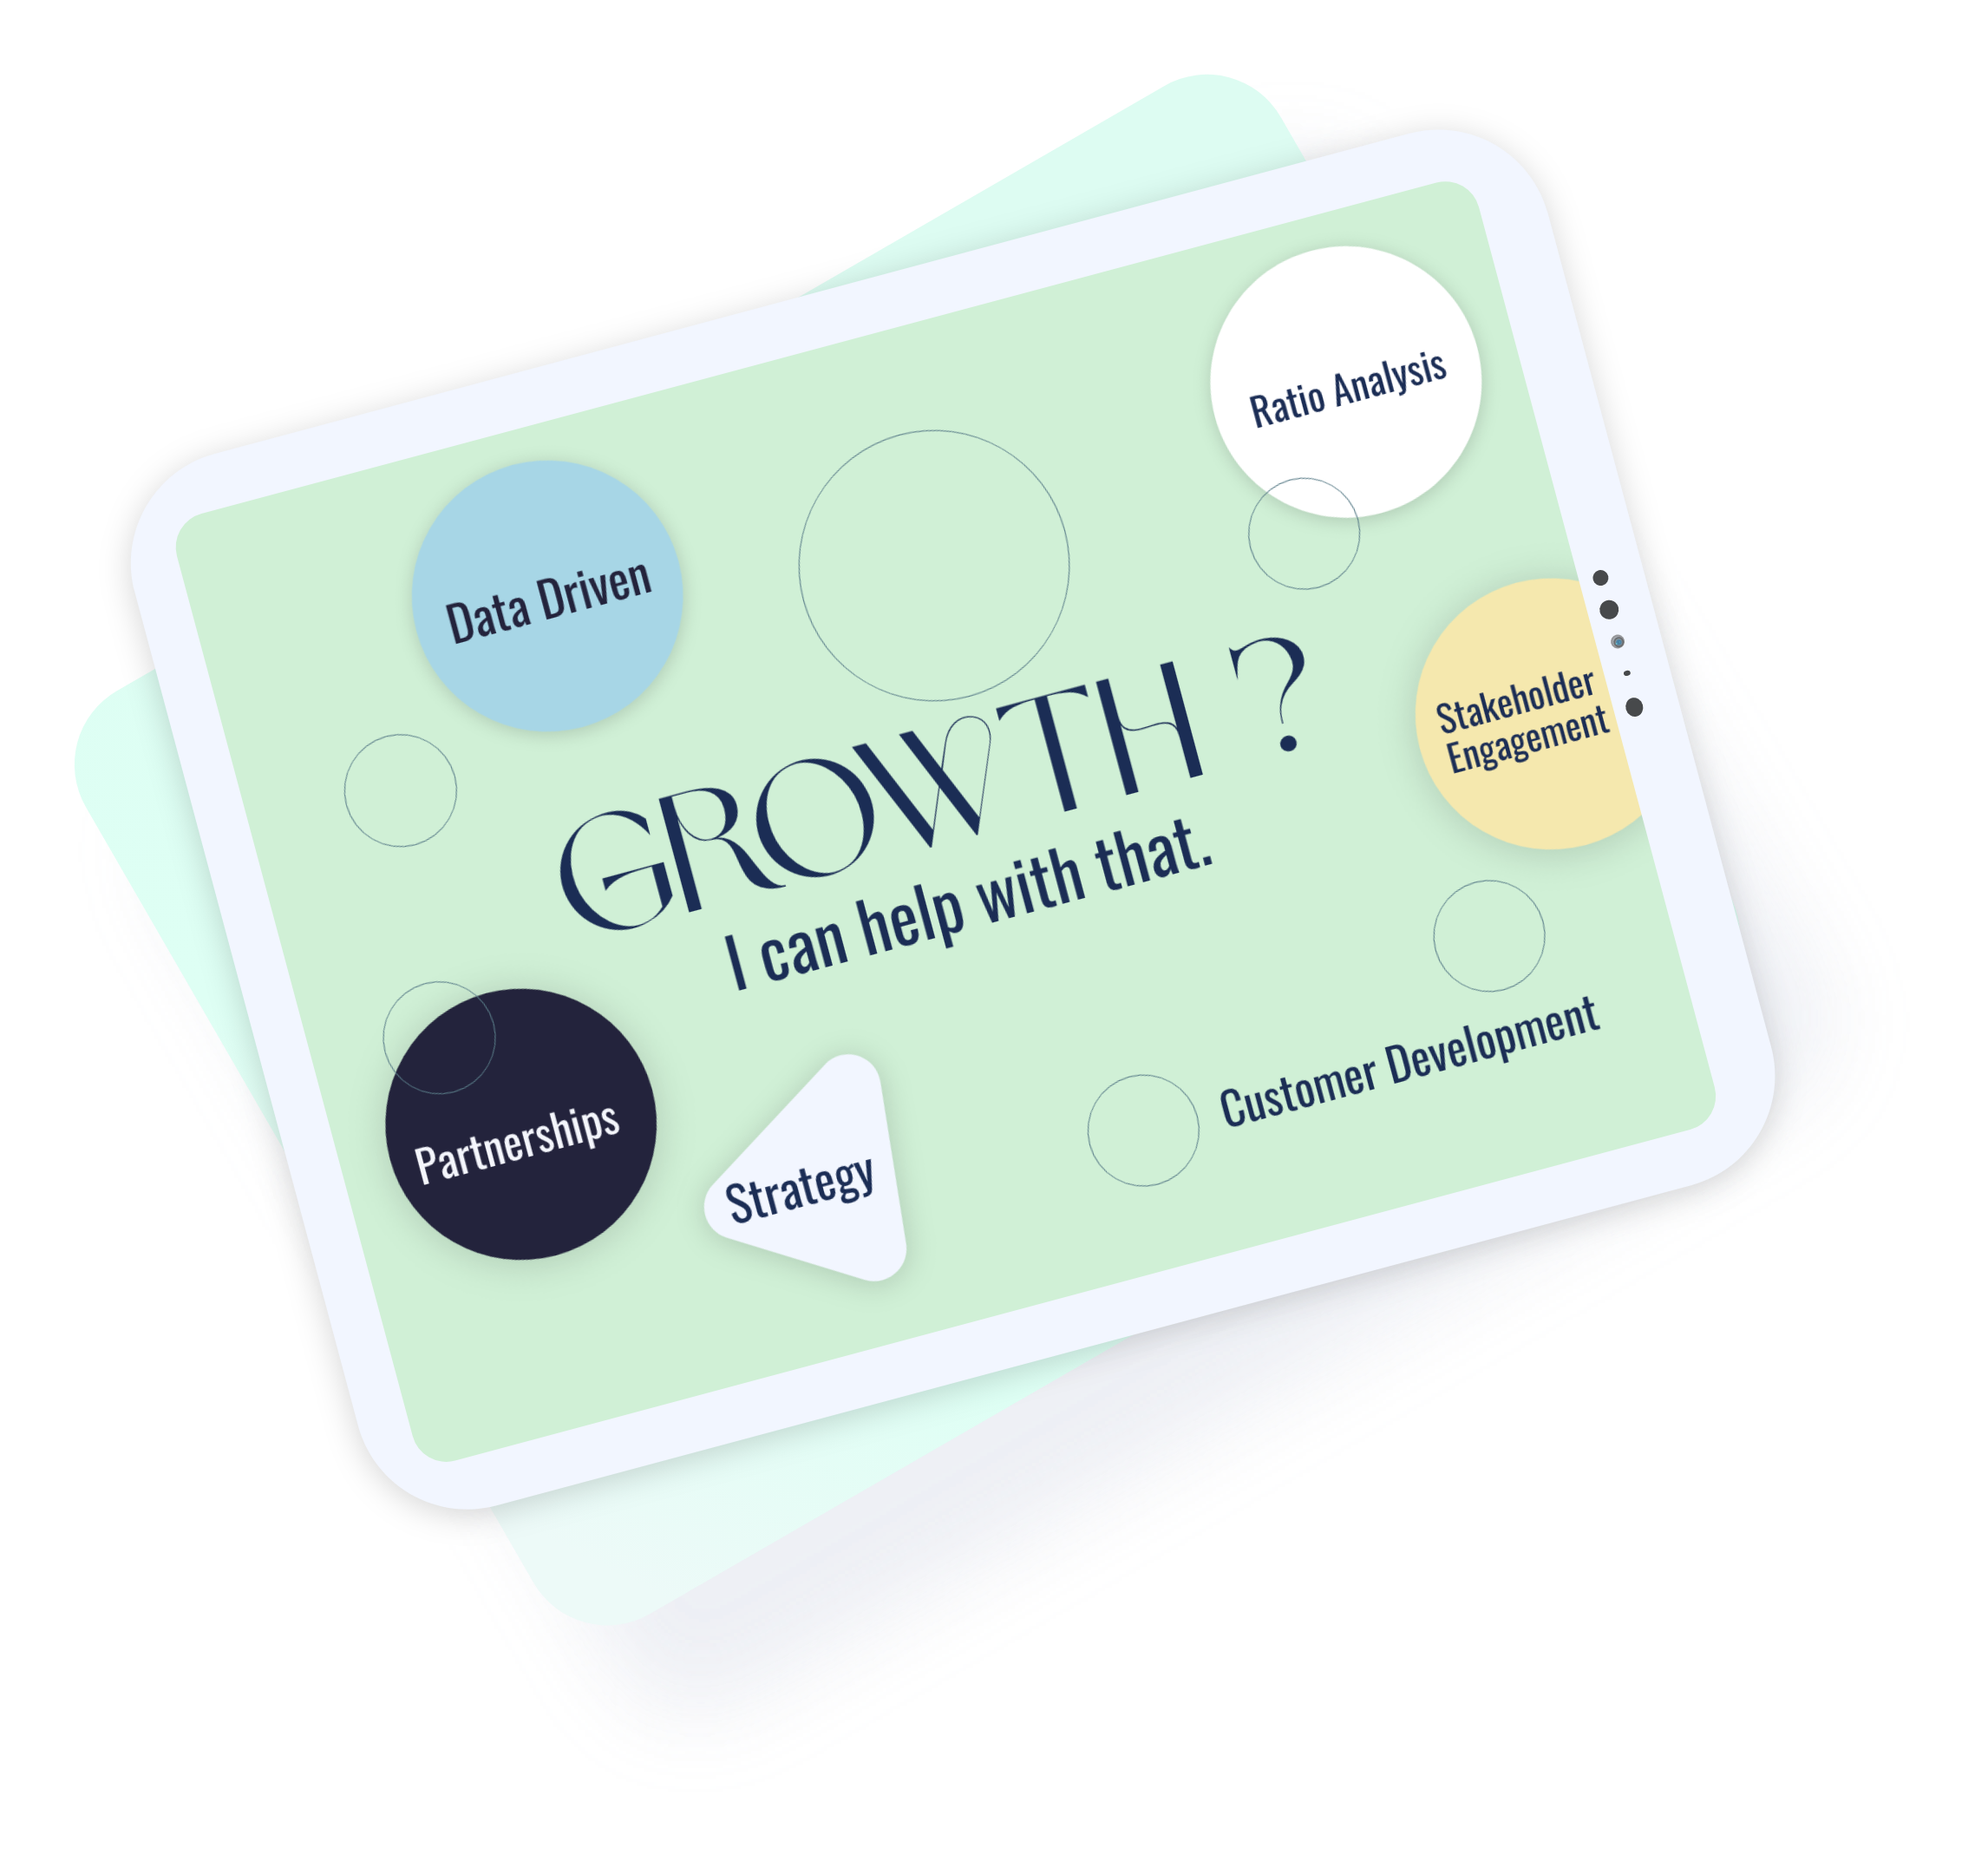 Ratio Analysis
Data Driven
Stakeholder
Engagement
GROWTH ?
I can help with that.
Customer Development
Partnerships
Strategy